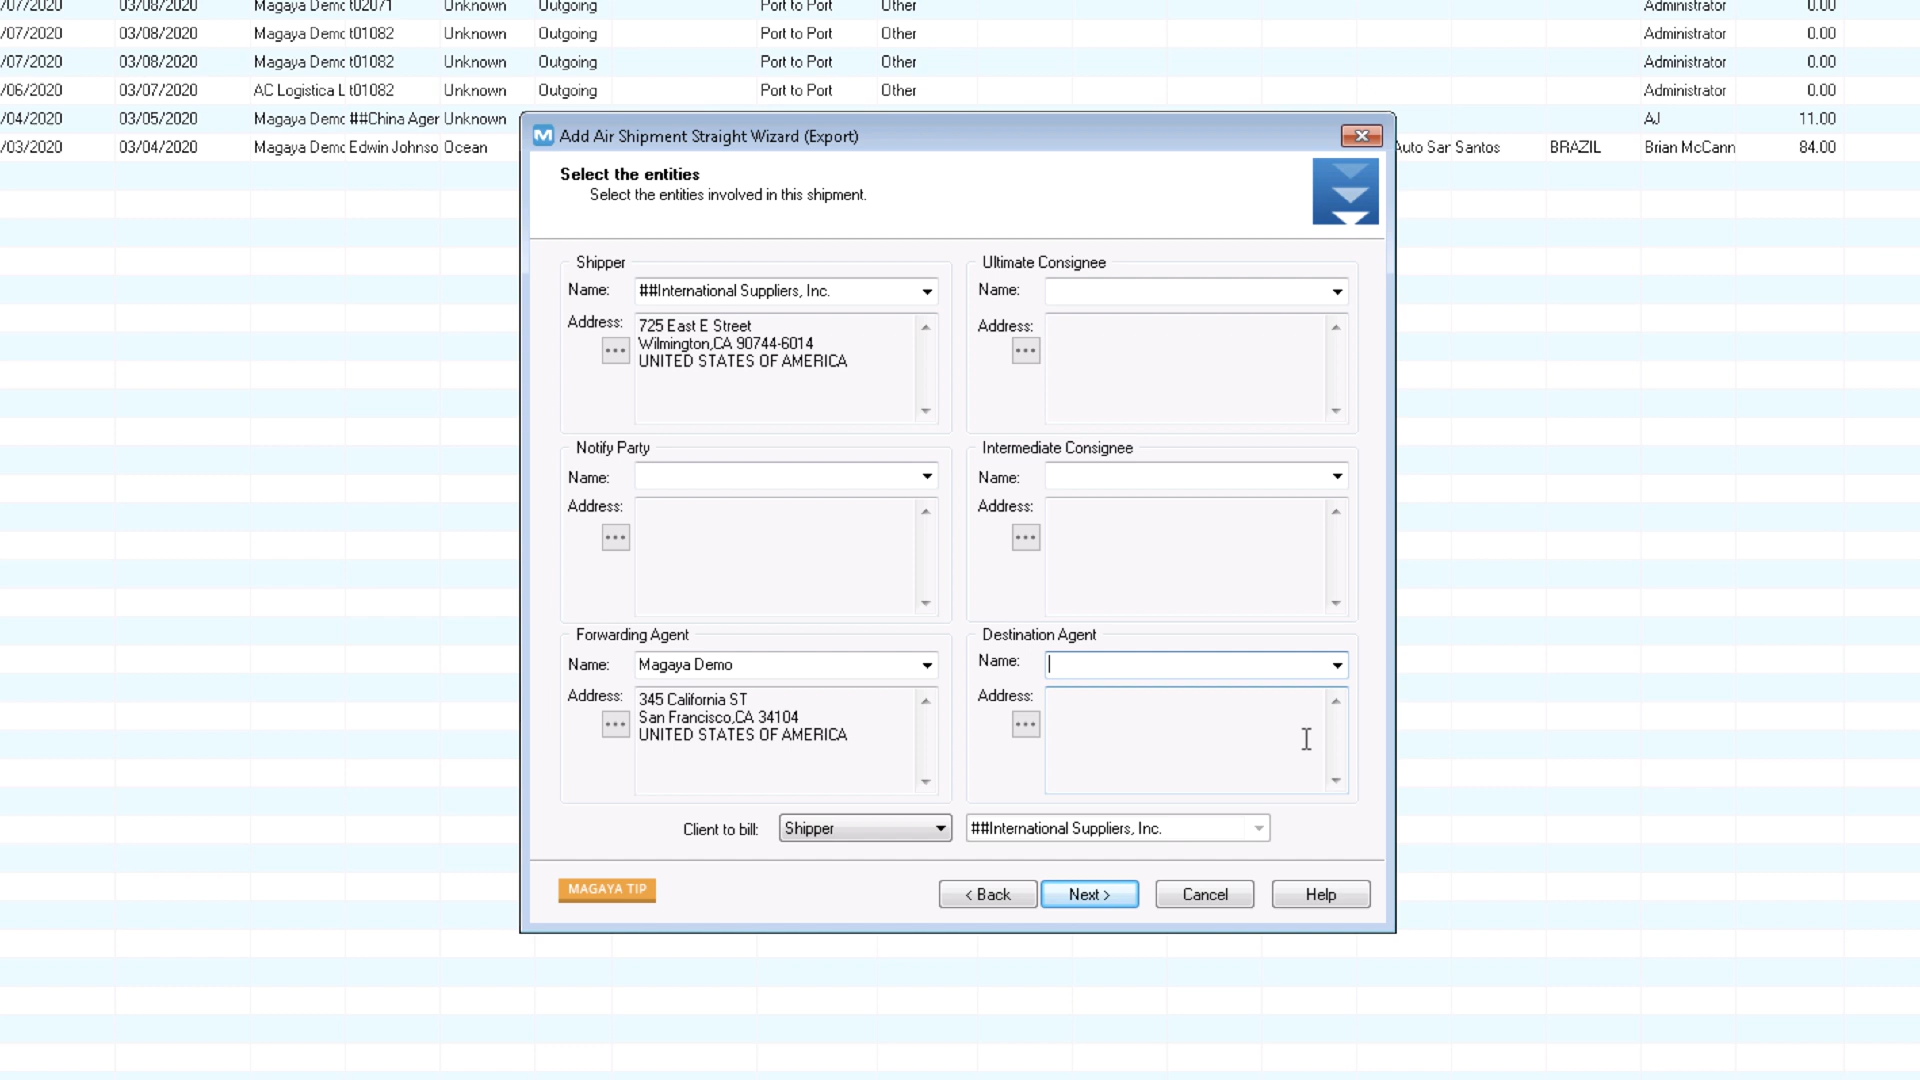 /07/2020 03/08/2020 Magaya Demc t02071 Unknown Outgoing Port to Port Other Administrator 0.00
/07/2020 03/08/2020 Magaya Demc t01082 Unknown Outgoing Port to Port Other Administrator 0.00
/07/2020 03/08/2020 Magaya Demc t01082 Unknown Outgoing Port to Port Other Administrator 0.00
/06/2020 03/07/2020 AC Logistica L t01082 Unknown Outgoing Port to Port Other Administrator 0.00
/04/2020 03/05/2020 Magaya Demc ##China Ager Unknown AJ 11.00
/03/2020 03/04/2020 Magaya Demc Edwin Johnso Ocean Auto Sar Santos BRAZIL Brian McCann 84.00
Add Air Shipment Straight Wizard (Export)
Select the entities
Select the entities involved in this shipment.
Shipper
Name: ##International Suppliers, Inc.
Address: 725 East E Street
Wilmington,CA 90744-6014
UNITED STATES OF AMERICA
Ultimate Consignee
Name:
Address:
Notify Party
Name:
Address:
Intermediate Consignee
Name:
Address:
Forwarding Agent
Name: Magaya Demo
Address: 345 California ST
San Francisco,CA 34104
UNITED STATES OF AMERICA
Destination Agent
Name:
Address:
Client to bill: Shipper ##International Suppliers, Inc.
MAGAYA TIP
< Back Next > Cancel Help